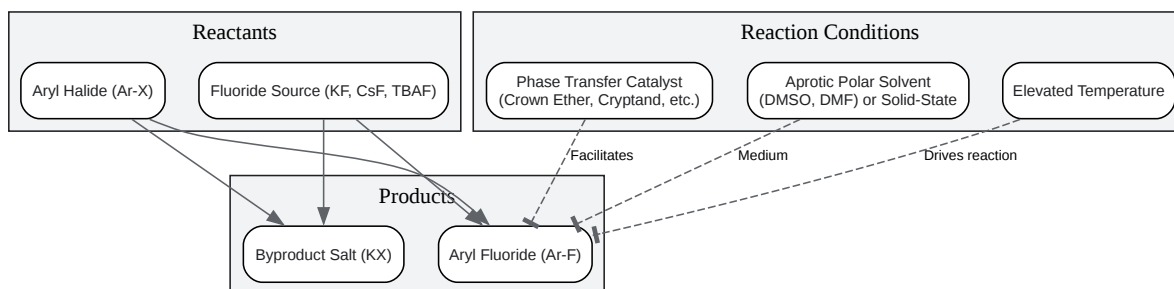 Reactants
Reaction Conditions
Aryl Halide (Ar-X)
Fluoride Source (KF, CsF, TBAF)
Phase Transfer Catalyst
(Crown Ether, Cryptand, etc.)
Aprotic Polar Solvent
(DMSO, DMF) or Solid-State
Elevated Temperature
Facilitates
Medium
Drives reaction
Products
Byproduct Salt (KX)
Aryl Fluoride (Ar-F)